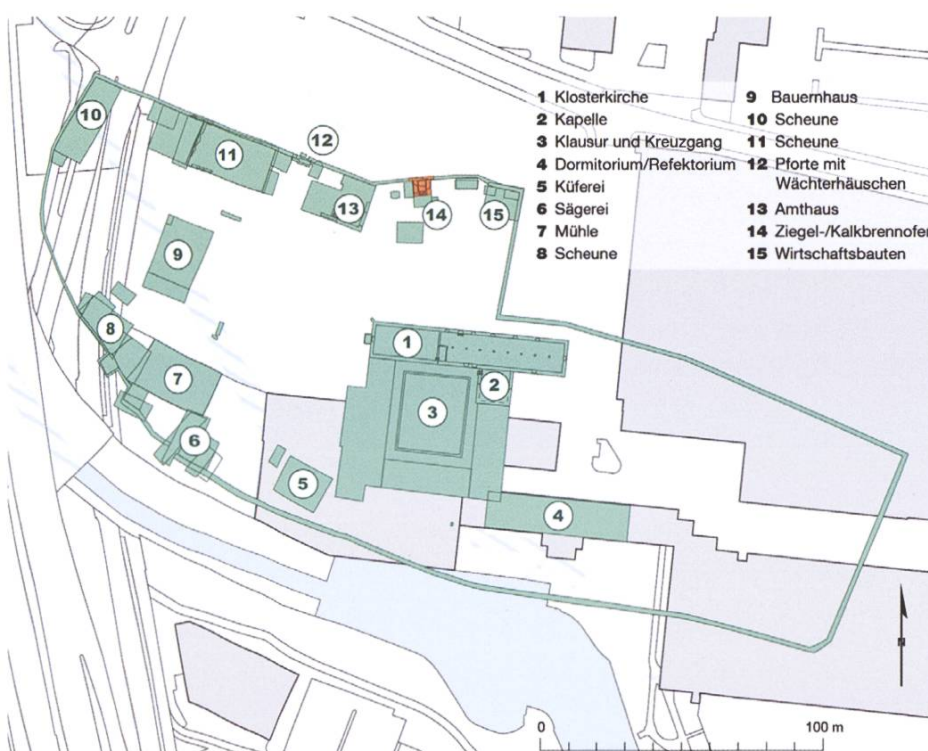 1 Klosterkirche
2 Kapelle
3 Klausur und Kreuzgang
4 Dormitorium/Refektorium
5 Küferei
6 Sägerei
7 Mühle
8 Scheune
9 Bauernhaus
10 Scheune
11 Scheune
12 Pforte mit
Wächterhäuschen
13 Amthaus
14 Ziegel-/Kalkbrennofen
15 Wirtschaftsbauten
10
12
11
13
14
15
9
8
1
7
2
3
6
5
4
N
0 100 m